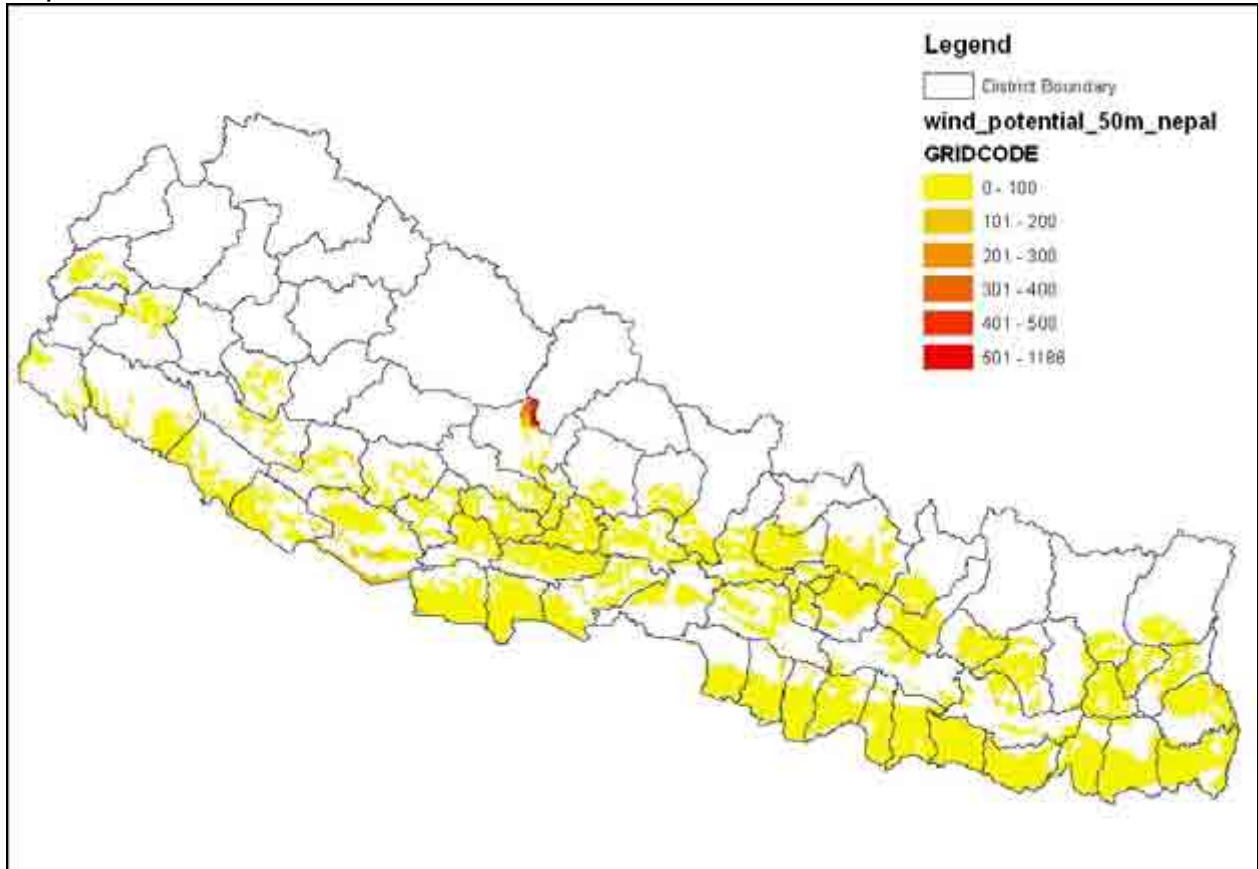 Legend
District Boundary
wind_potential_50m_nepal
GRIDCODE
0 - 100
101 - 200
201 - 300
301 - 400
401 - 500
501 - 1186